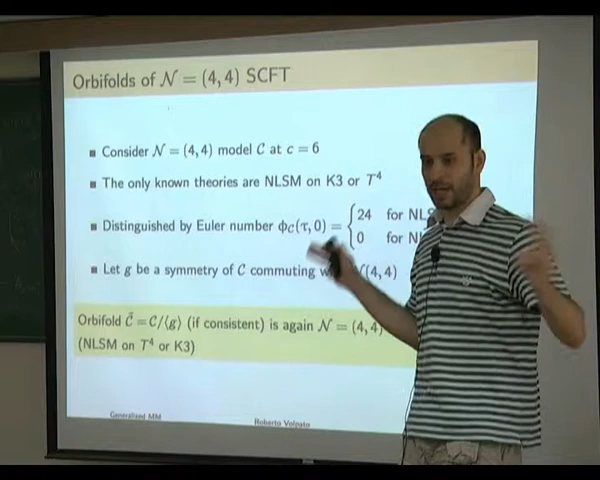 Orbifolds of 𝒩 = (4, 4) SCFT
■ Consider 𝒩 = (4, 4) model 𝒞 at c = 6
■ The only known theories are NLSM on K3 or T⁴
■ Distinguished by Euler number ϕ_𝒞(τ, 0) = { 24 for NLS
0 for NL
■ Let g be a symmetry of 𝒞 commuting (4, 4)
Orbifold 𝒞̃ = 𝒞/⟨g⟩ (if consistent) is again 𝒩 = (4, 4)
(NLSM on T⁴ or K3)
Generalized MM Roberto Volpato